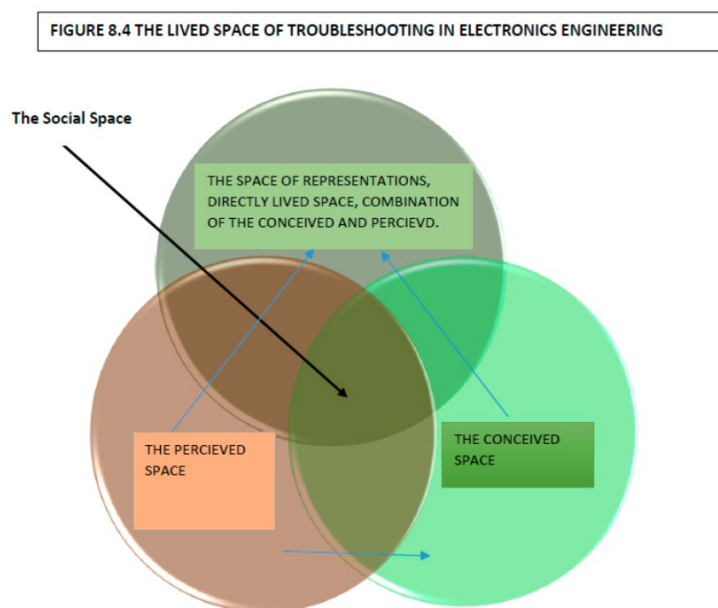 FIGURE 8.4 THE LIVED SPACE OF TROUBLESHOOTING IN ELECTRONICS ENGINEERING
The Social Space
THE SPACE OF REPRESENTATIONS,
DIRECTLY LIVED SPACE, COMBINATION
OF THE CONCEIVED AND PERCIEVD.
THE PERCIEVED
SPACE
THE CONCEIVED
SPACE